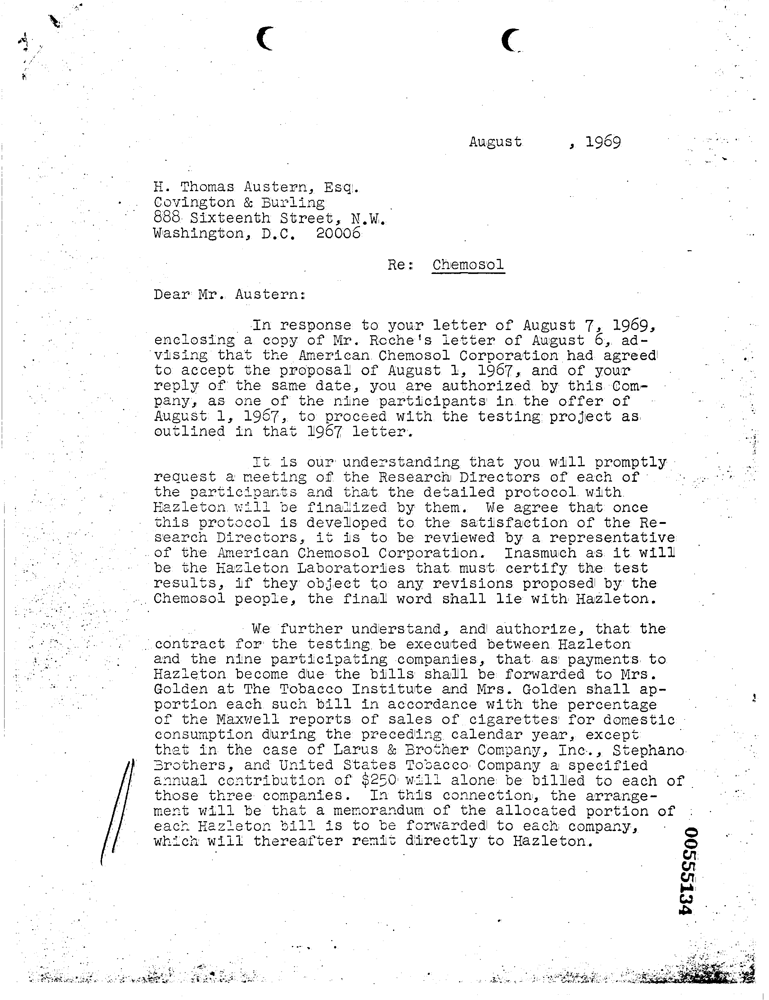 August , 1969
H. Thomas Austern, Esq.
Covington & Burling
888 Sixteenth Street, N.W.
Washington, D.C. 20006
Re: Chemosol
Dear Mr. Austern:
In response to your letter of August 7, 1969,
enclosing a copy of Mr. Roche's letter of August 6, ad-
vising that the American Chemosol Corporation had agreed
to accept the proposal of August 1, 1967, and of your
reply of the same date, you are authorized by this Com-
pany, as one of the nine participants in the offer of
August 1, 1967, to proceed with the testing project as
outlined in that 1967 letter.
It is our understanding that you will promptly
request a meeting of the Research Directors of each of
the participants and that the detailed protocol with
Hazleton will be finalized by them. We agree that once
this protocol is developed to the satisfaction of the Re-
search Directors, it is to be reviewed by a representative
of the American Chemosol Corporation. Inasmuch as it will
be the Hazleton Laboratories that must certify the test
results, if they object to any revisions proposed by the
Chemosol people, the final word shall lie with Hazleton.
We further understand, and authorize, that the
contract for the testing be executed between Hazleton
and the nine participating companies, that as payments to
Hazleton become due the bills shall be forwarded to Mrs.
Golden at The Tobacco Institute and Mrs. Golden shall ap-
portion each such bill in accordance with the percentage
of the Maxwell reports of sales of cigarettes for domestic
consumption during the preceding calendar year, except
that in the case of Larus & Brother Company, Inc., Stephano
Brothers, and United States Tobacco Company a specified
annual contribution of $250 will alone be billed to each of
those three companies. In this connection, the arrange-
ment will be that a memorandum of the allocated portion of
each Hazleton bill is to be forwarded to each company,
which will thereafter remit directly to Hazleton.
00555134